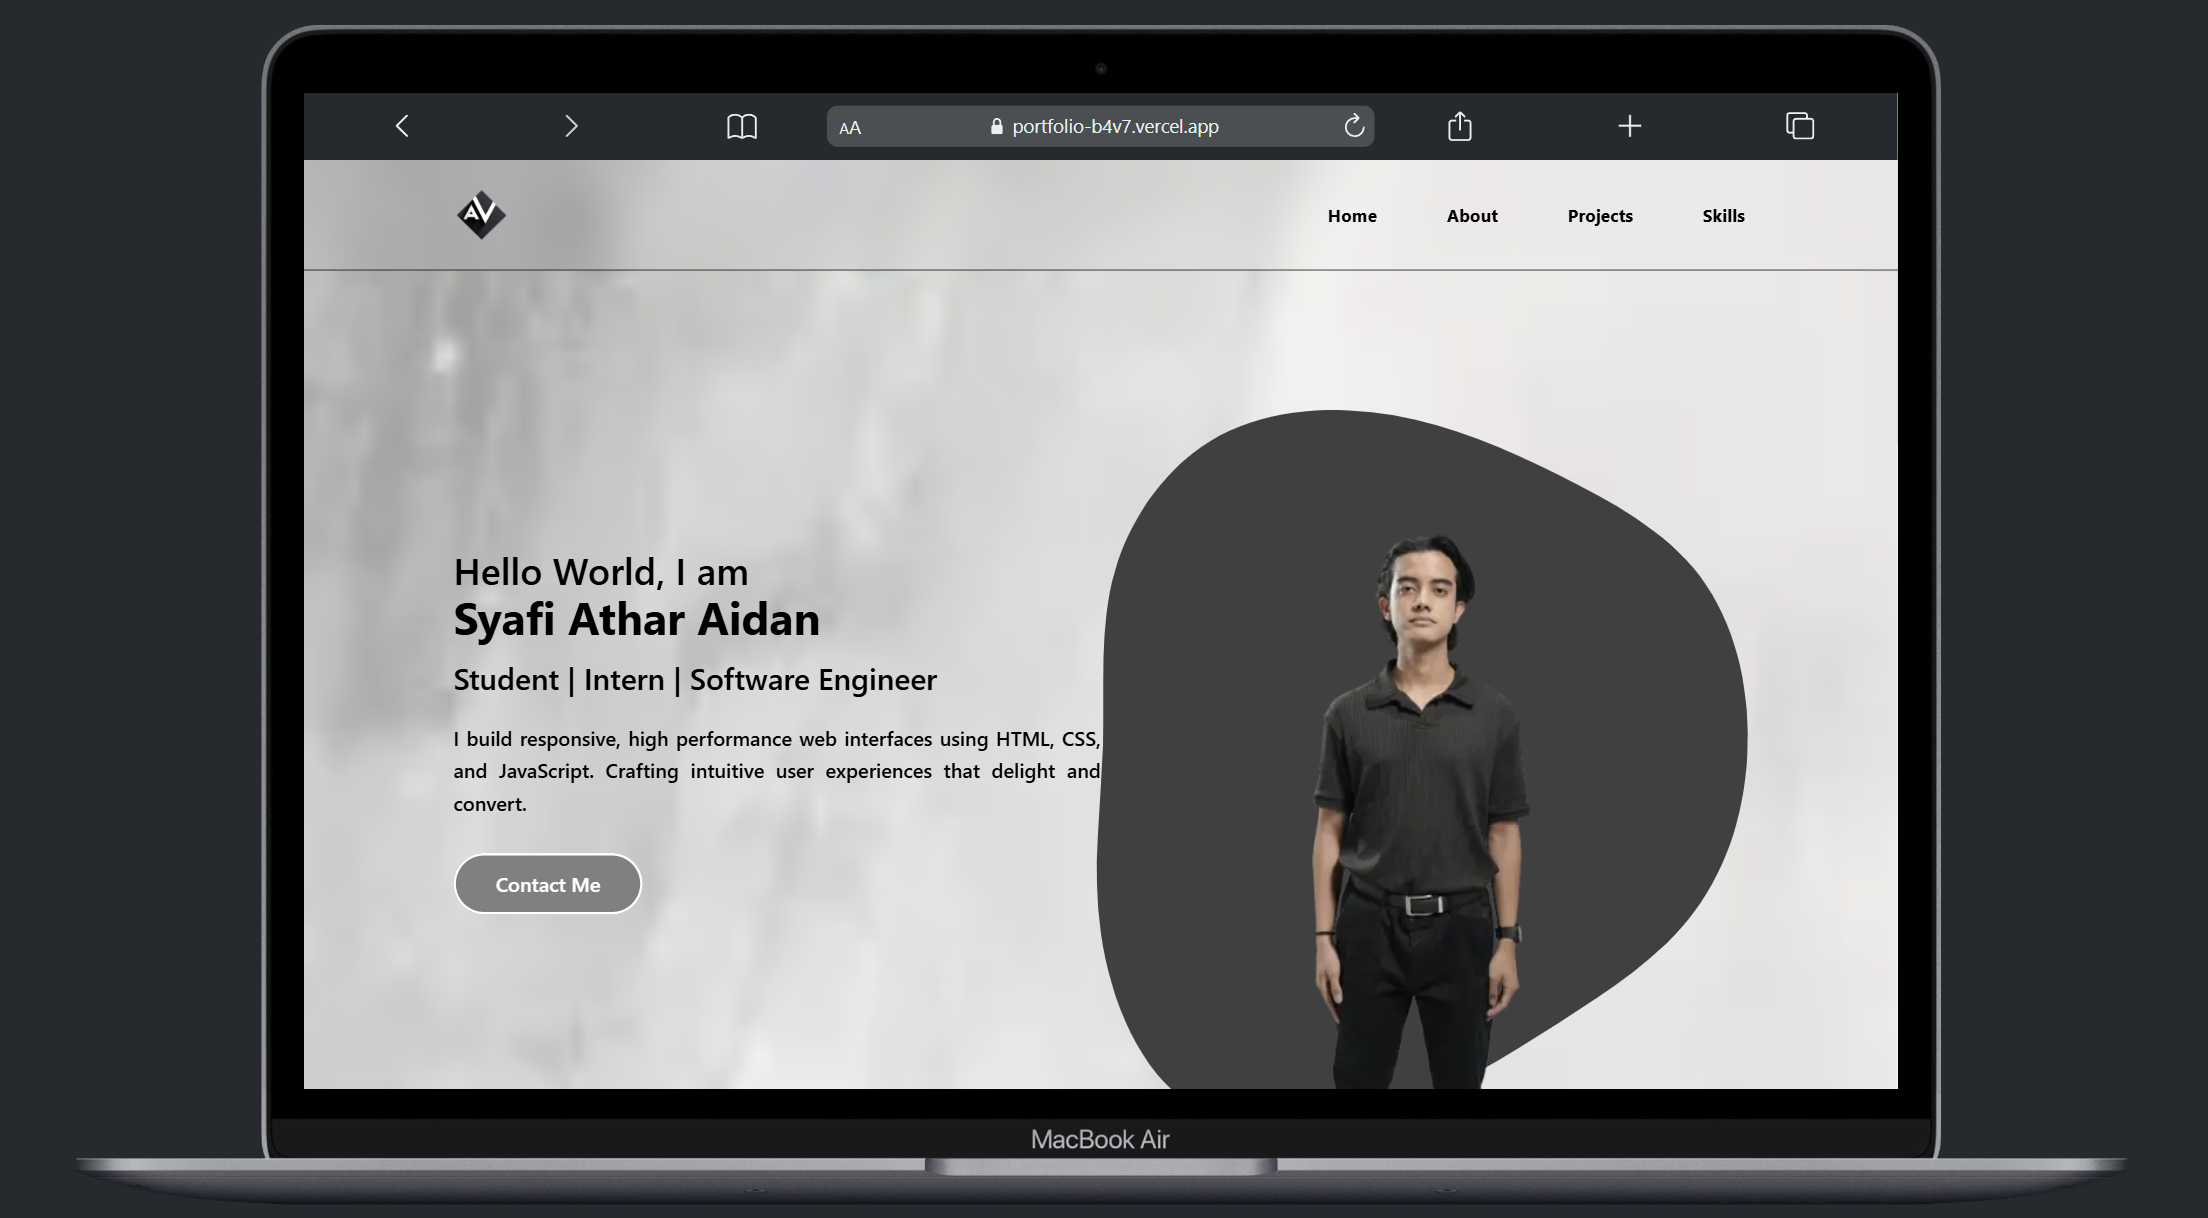 AA portfolio-b4v7.vercel.app
AV
Home About Projects Skills
Hello World, I am
Syafi Athar Aidan
Student | Intern | Software Engineer
I build responsive, high performance web interfaces using HTML, CSS,
and JavaScript. Crafting intuitive user experiences that delight and
convert.
Contact Me
MacBook Air